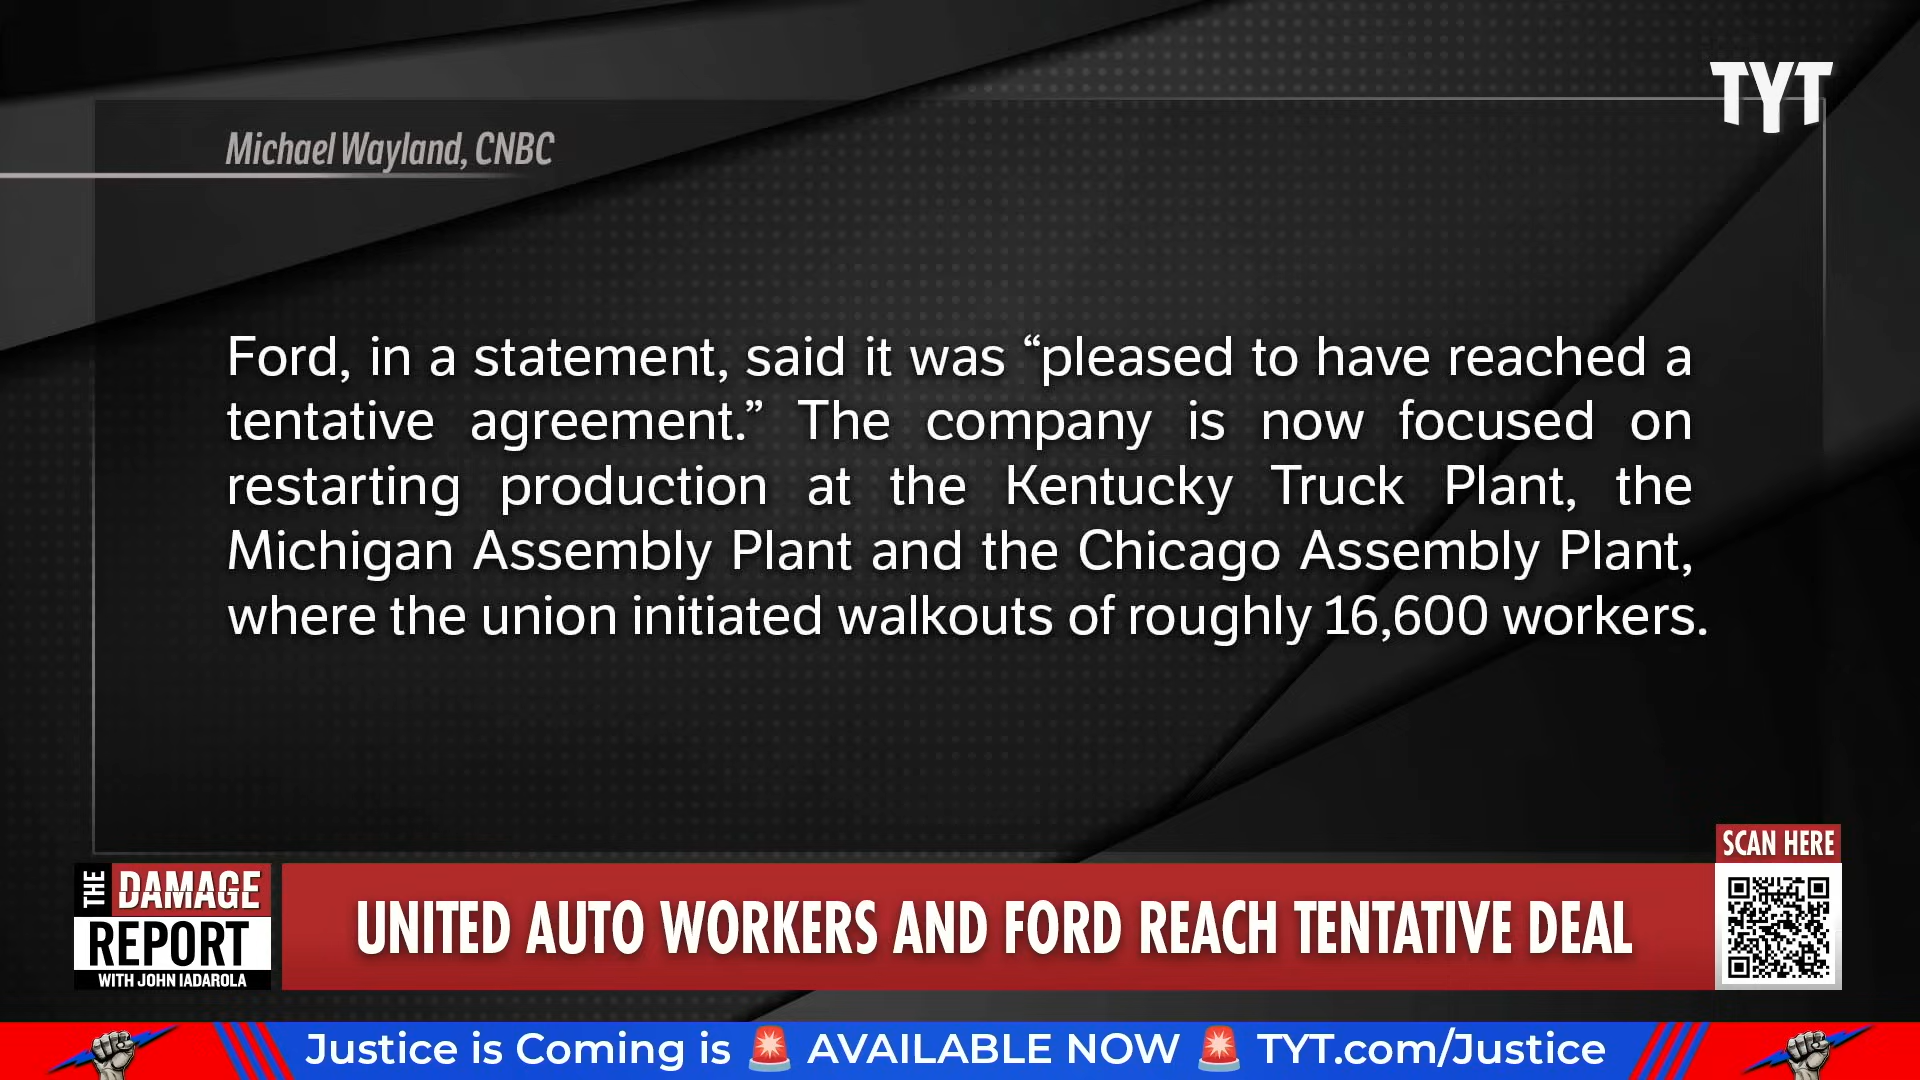 TYT
Michael Wayland, CNBC
Ford, in a statement, said it was “pleased to have reached a
tentative agreement.” The company is now focused on
restarting production at the Kentucky Truck Plant, the
Michigan Assembly Plant and the Chicago Assembly Plant,
where the union initiated walkouts of roughly 16,600 workers.
SCAN HERE
THE DAMAGE
REPORT
WITH JOHN IADAROLA
UNITED AUTO WORKERS AND FORD REACH TENTATIVE DEAL
Justice is Coming is 🚨 AVAILABLE NOW 🚨 TYT.com/Justice